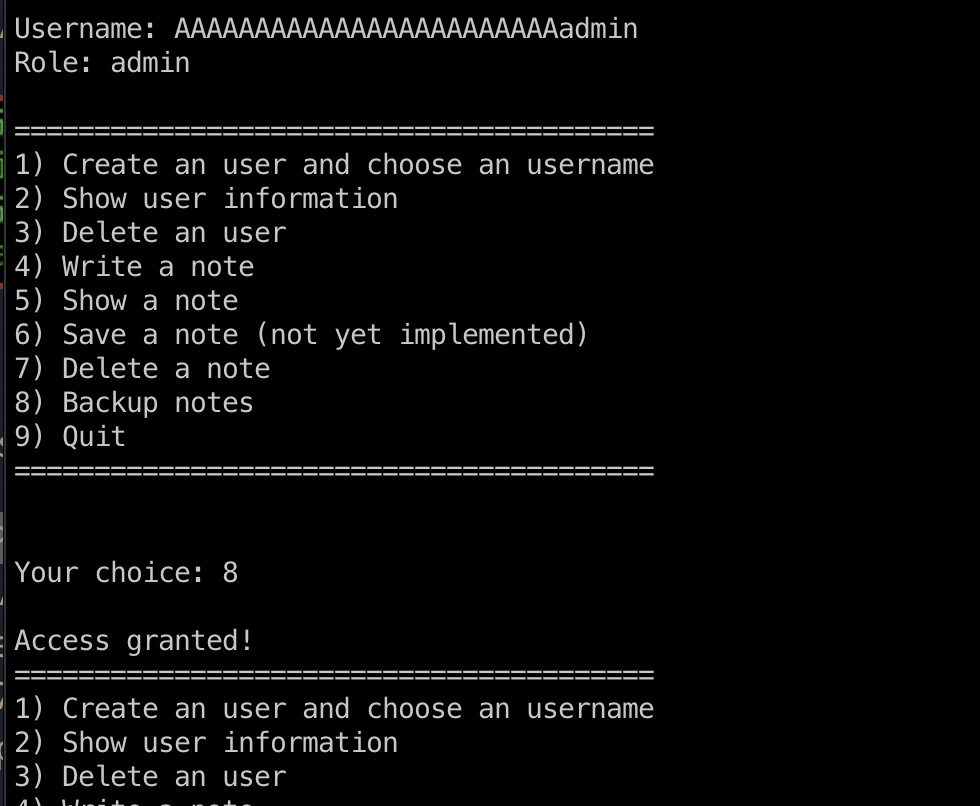 Username: AAAAAAAAAAAAAAAAAAAAAAAAadmin
Role: admin
========================================
1) Create an user and choose an username
2) Show user information
3) Delete an user
4) Write a note
5) Show a note
6) Save a note (not yet implemented)
7) Delete a note
8) Backup notes
9) Quit
========================================
Your choice: 8
Access granted!
========================================
1) Create an user and choose an username
2) Show user information
3) Delete an user
4) Write a note